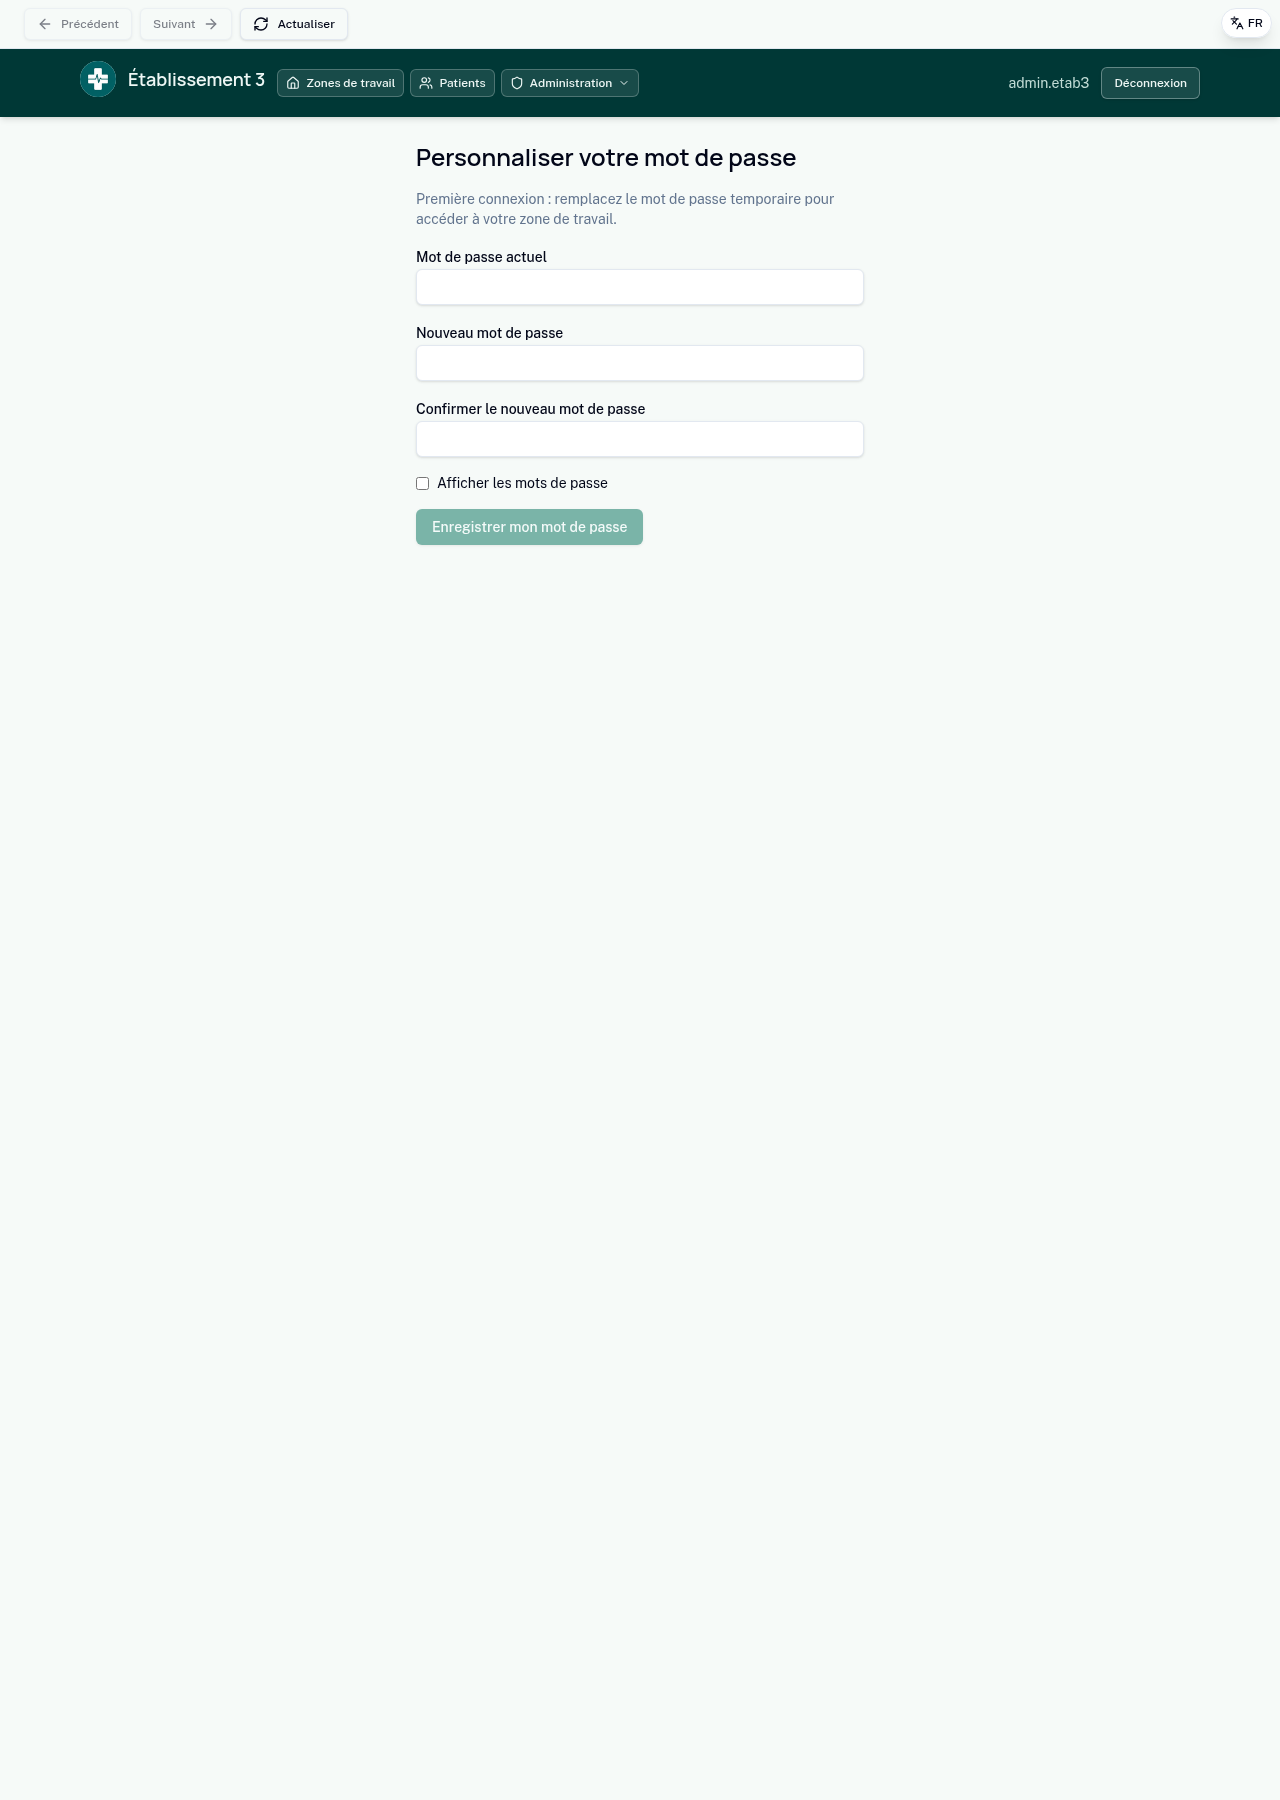 Précédent
Suivant
Actualiser
FR
Établissement 3
Zones de travail
Patients
Administration
admin.etab3
Déconnexion
Personnaliser votre mot de passe
Première connexion : remplacez le mot de passe temporaire pour
accéder à votre zone de travail.
Mot de passe actuel
Nouveau mot de passe
Confirmer le nouveau mot de passe
Afficher les mots de passe
Enregistrer mon mot de passe